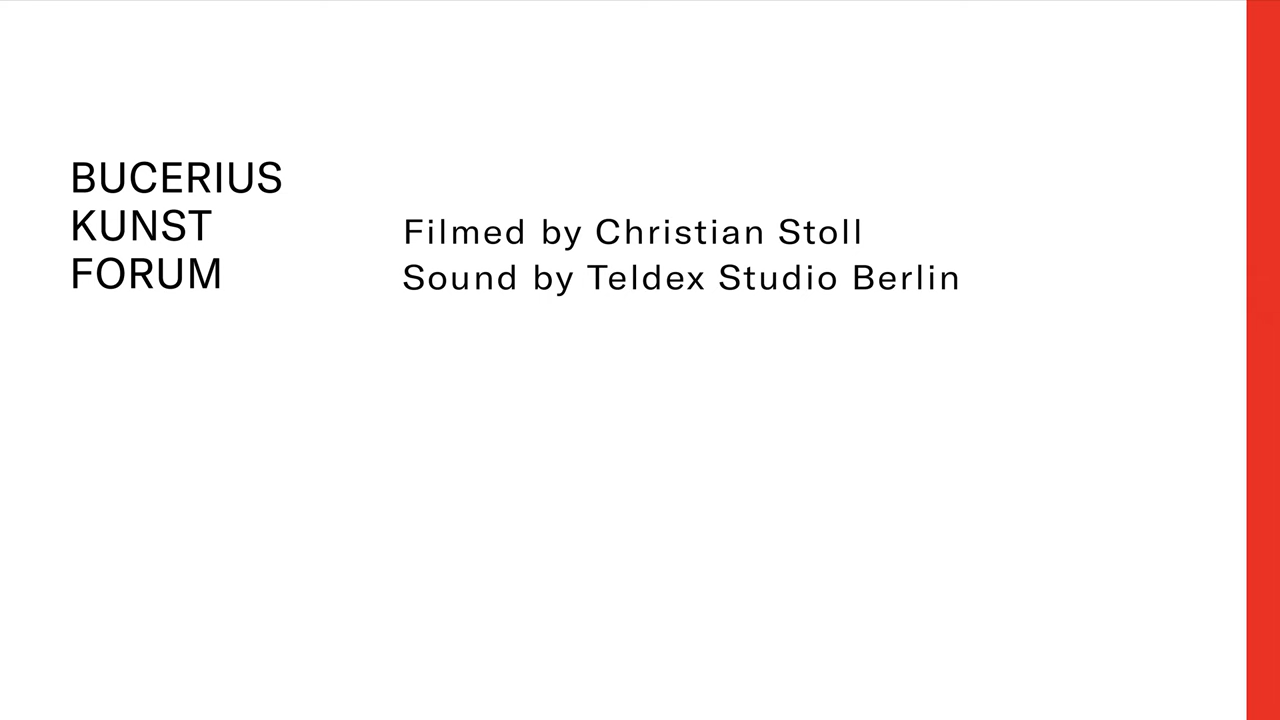 BUCERIUS
KUNST
FORUM
Filmed by Christian Stoll
Sound by Teldex Studio Berlin